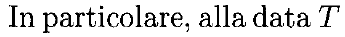 In particolare, alla data T